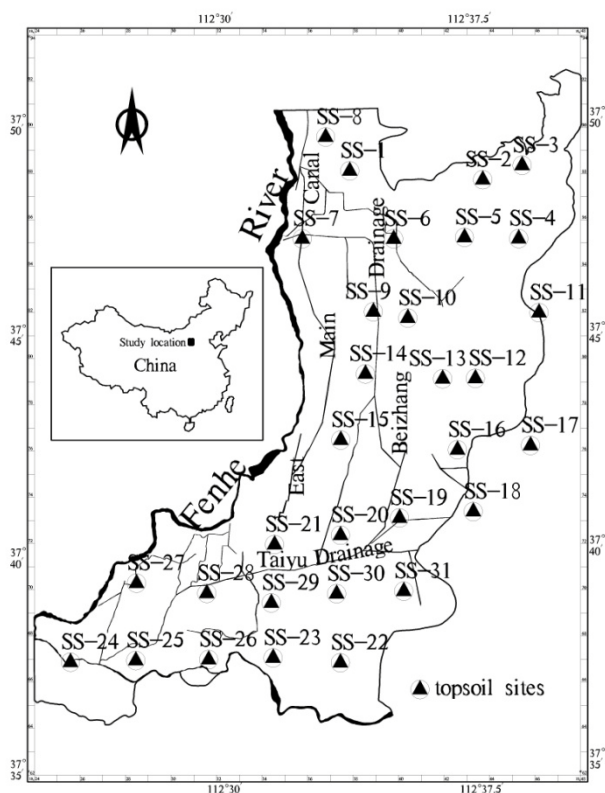 112°30′ 112°37.5′
37°
50′
37°
50′
SS−8
SS−3
SS−1
SS−2
Canal
River
SS−7
SS−6
SS−5
SS−4
Drainage
SS−9
SS−10
SS−11
37°
45′
37°
45′
Study location
China
Main
SS−14
SS−13
SS−12
SS−15
Beizhang
SS−16
SS−17
East
Fenhe
SS−19
SS−18
SS−21
SS−20
37°
40′
37°
40′
Taiyu Drainage
SS−27
SS−28
SS−29
SS−30
SS−31
SS−24
SS−25
SS−26
SS−23
SS−22
topsoil sites
37°
35′
37°
35′
112°30′ 112°37.5′